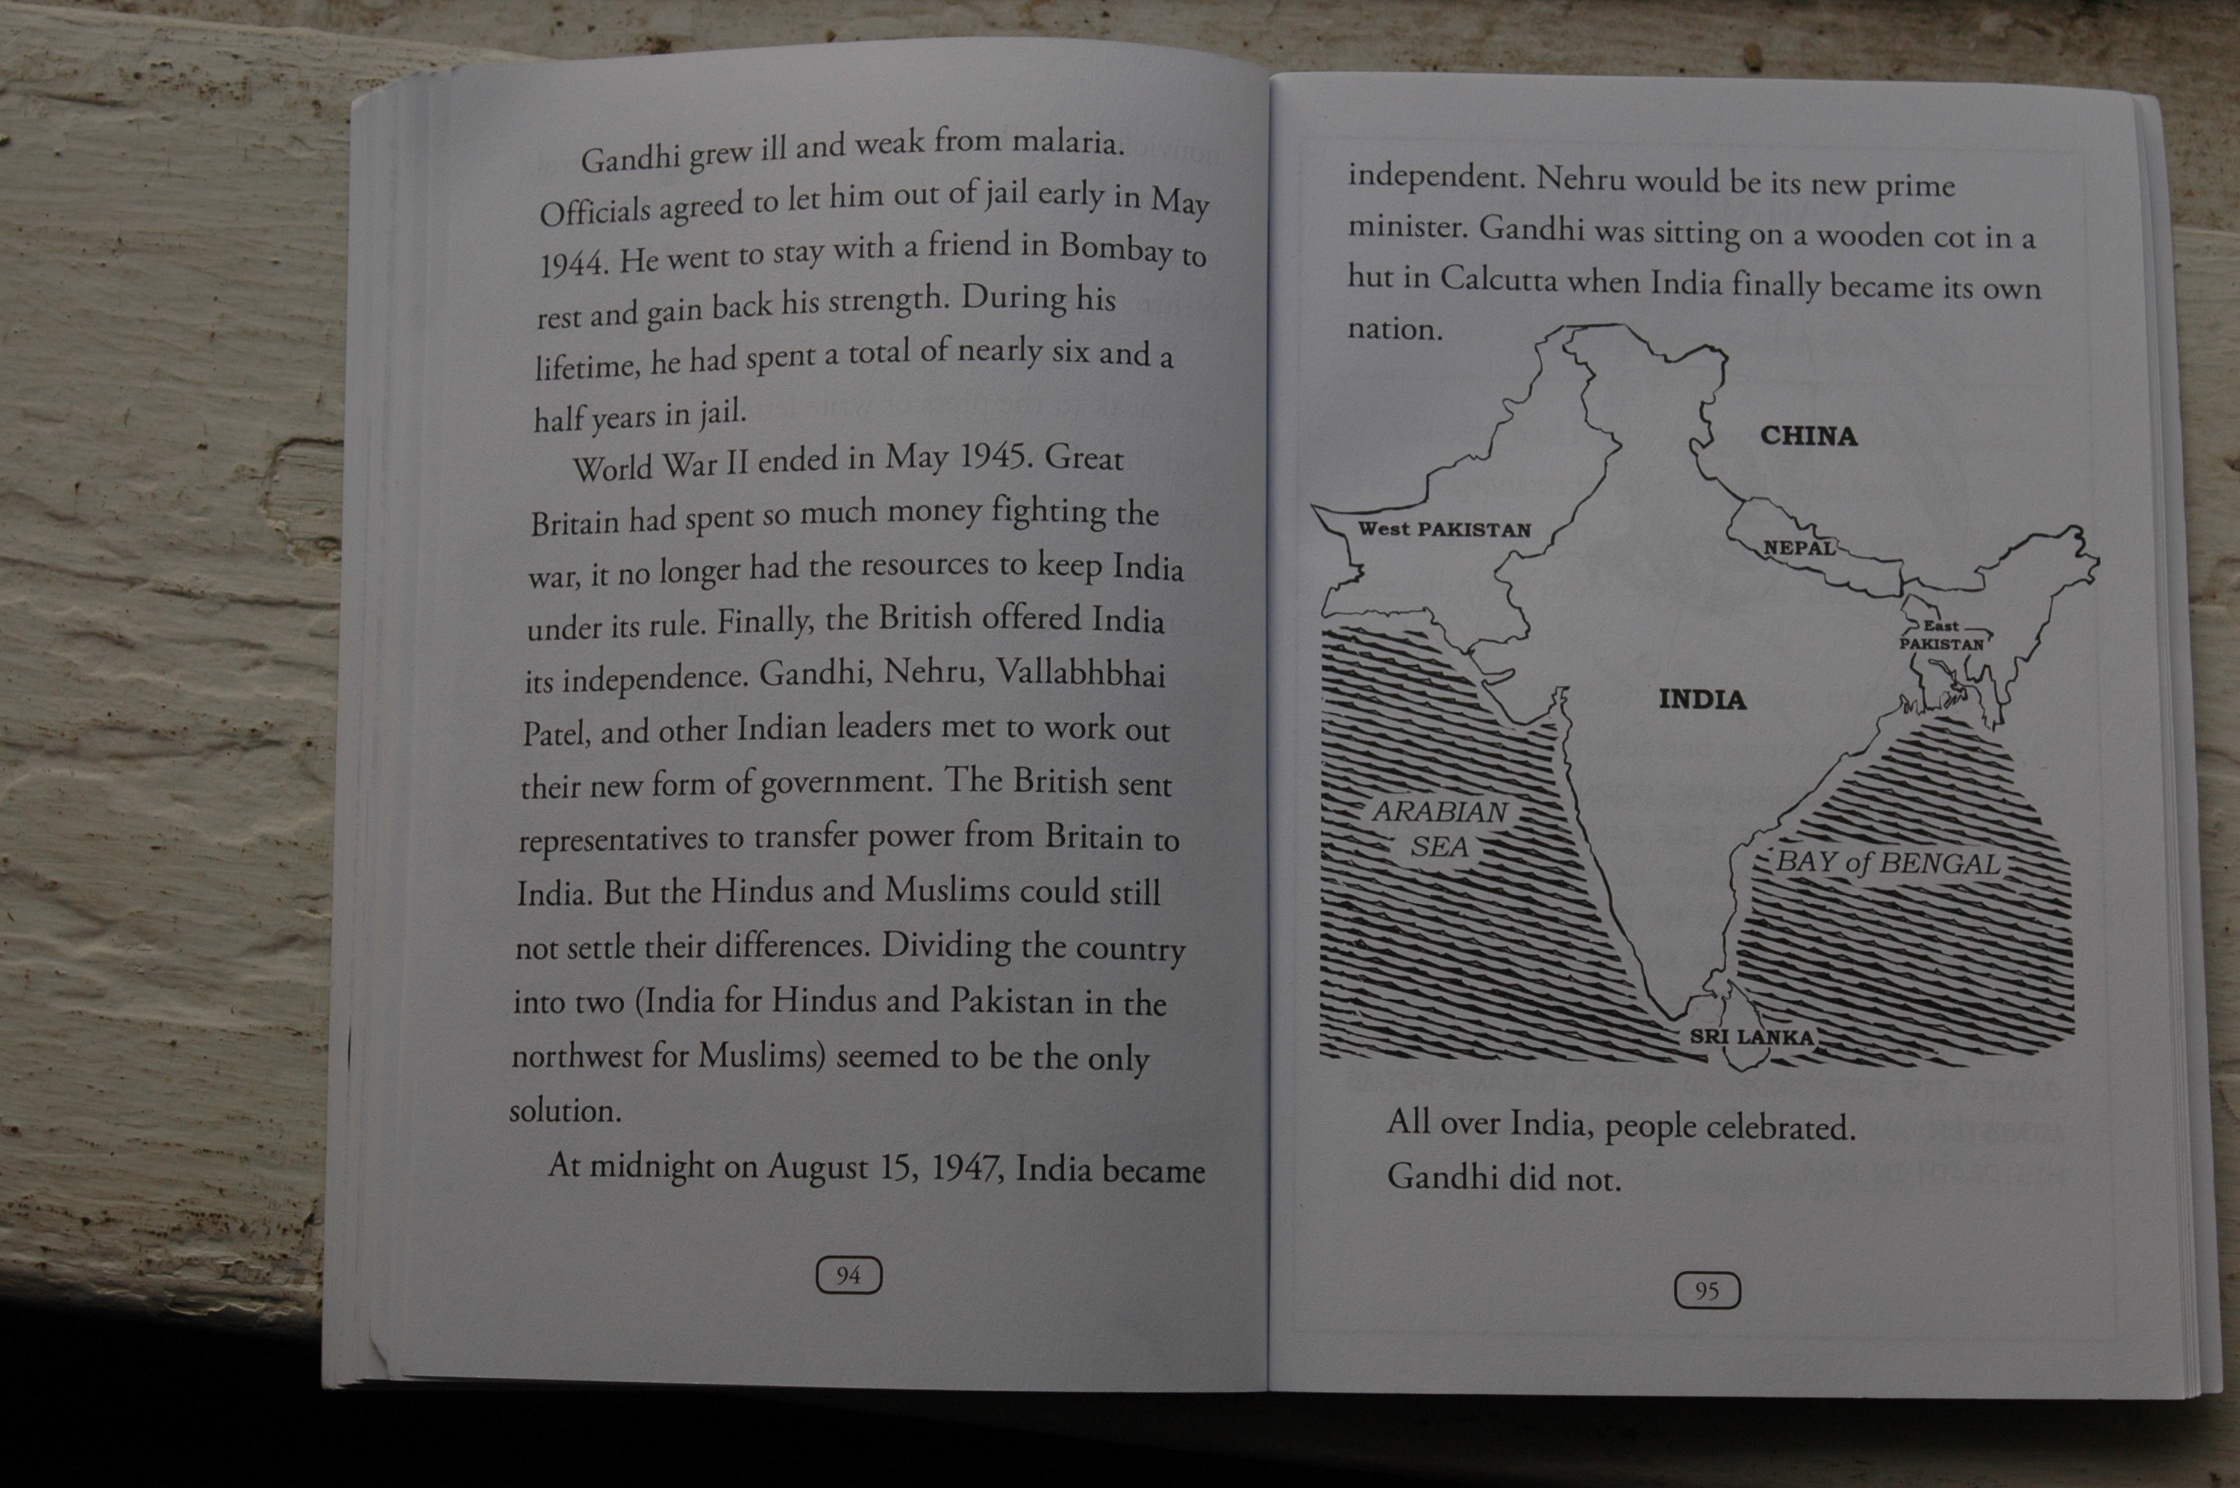 Gandhi grew ill and weak from malaria.
Officials agreed to let him out of jail early in May
1944. He went to stay with a friend in Bombay to
rest and gain back his strength. During his
lifetime, he had spent a total of nearly six and a
half years in jail.
World War II ended in May 1945. Great
Britain had spent so much money fighting the
war, it no longer had the resources to keep India
under its rule. Finally, the British offered India
its independence. Gandhi, Nehru, Vallabhbhai
Patel, and other Indian leaders met to work out
their new form of government. The British sent
representatives to transfer power from Britain to
India. But the Hindus and Muslims could still
not settle their differences. Dividing the country
into two (India for Hindus and Pakistan in the
northwest for Muslims) seemed to be the only
solution.
At midnight on August 15, 1947, India became
94
independent. Nehru would be its new prime
minister. Gandhi was sitting on a wooden cot in a
hut in Calcutta when India finally became its own
nation.
CHINA
West PAKISTAN
NEPAL
East
PAKISTAN
INDIA
ARABIAN
SEA
BAY of BENGAL
SRI LANKA
All over India, people celebrated.
Gandhi did not.
95